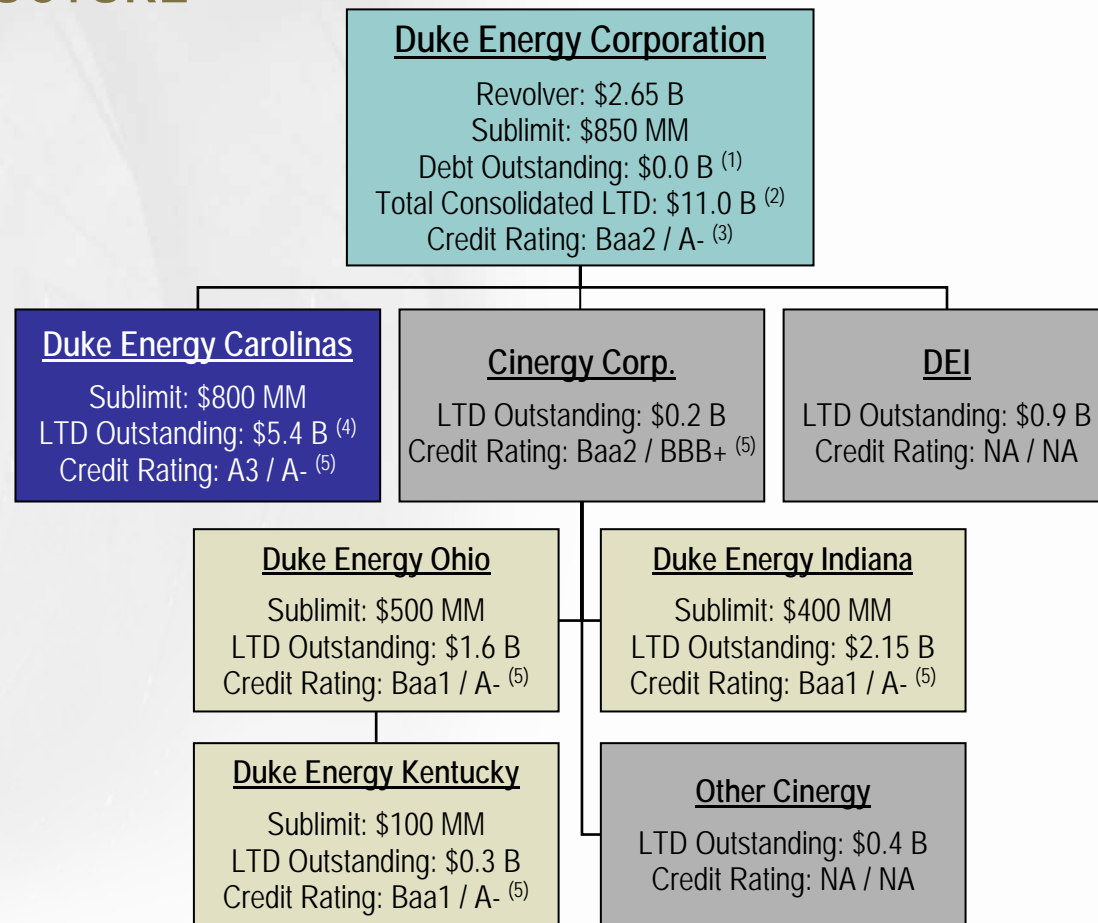 Duke Energy Corporation
Revolver: $2.65 B
Sublimit: $850 MM
Debt Outstanding: $0.0 B (1)
Total Consolidated LTD: $11.0 B (2)
Credit Rating: Baa2 / A- (3)
Duke Energy Carolinas
Sublimit: $800 MM
LTD Outstanding: $5.4 B (4)
Credit Rating: A3 / A- (5)
Cinergy Corp.
LTD Outstanding: $0.2 B
Credit Rating: Baa2 / BBB+ (5)
DEI
LTD Outstanding: $0.9 B
Credit Rating: NA / NA
Duke Energy Ohio
Sublimit: $500 MM
LTD Outstanding: $1.6 B
Credit Rating: Baa1 / A- (5)
Duke Energy Indiana
Sublimit: $400 MM
LTD Outstanding: $2.15 B
Credit Rating: Baa1 / A- (5)
Duke Energy Kentucky
Sublimit: $100 MM
LTD Outstanding: $0.3 B
Credit Rating: Baa1 / A- (5)
Other Cinergy
LTD Outstanding: $0.4 B
Credit Rating: NA / NA